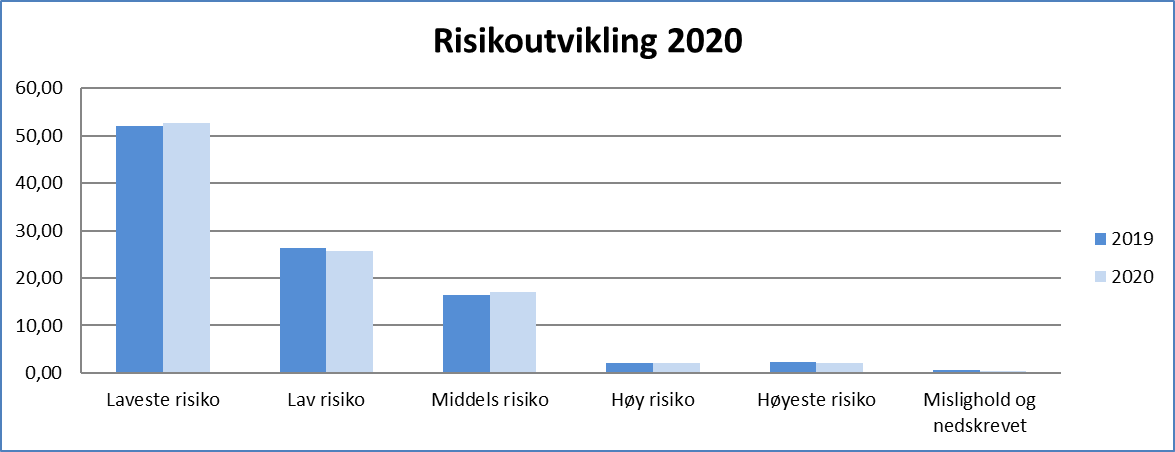 Risikoutvikling 2020
60,00
50,00
40,00
30,00
20,00
10,00
0,00
Laveste risiko
Lav risiko
Middels risiko
Høy risiko
Høyeste risiko
Mislighold og
nedskrevet
2019
2020